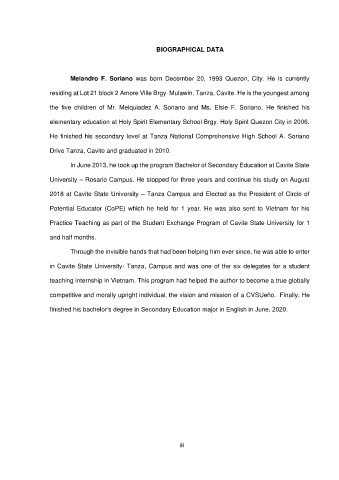 BIOGRAPHICAL DATA
Melandro F. Soriano was born December 20, 1993 Quezon, City. He is currently
residing at Lot 21 block 2 Amore Ville Brgy. Mulawin, Tanza, Cavite. He is the youngest among
the five children of Mr. Melquiadez A. Soriano and Ms. Elsie F. Soriano. He finished his
elementary education at Holy Spirit Elementary School Brgy. Holy Spirit Quezon City in 2006.
He finished his secondary level at Tanza National Comprehensive High School A. Soriano
Drive Tanza, Cavite and graduated in 2010.
In June 2013, he took up the program Bachelor of Secondary Education at Cavite State
University – Rosario Campus. He stopped for three years and continue his study on August
2018 at Cavite State University – Tanza Campus and Elected as the President of Circle of
Potential Educator (CoPE) which he held for 1 year. He was also sent to Vietnam for his
Practice Teaching as part of the Student Exchange Program of Cavite State University for 1
and half months.
Through the invisible hands that had been helping him ever since, he was able to enter
in Cavite State University- Tanza, Campus and was one of the six delegates for a student
teaching internship in Vietnam. This program had helped the author to become a true globally
competitive and morally upright individual, the vision and mission of a CVSUeño. Finally, He
finished his bachelor's degree in Secondary Education major in English in June, 2020.
iii